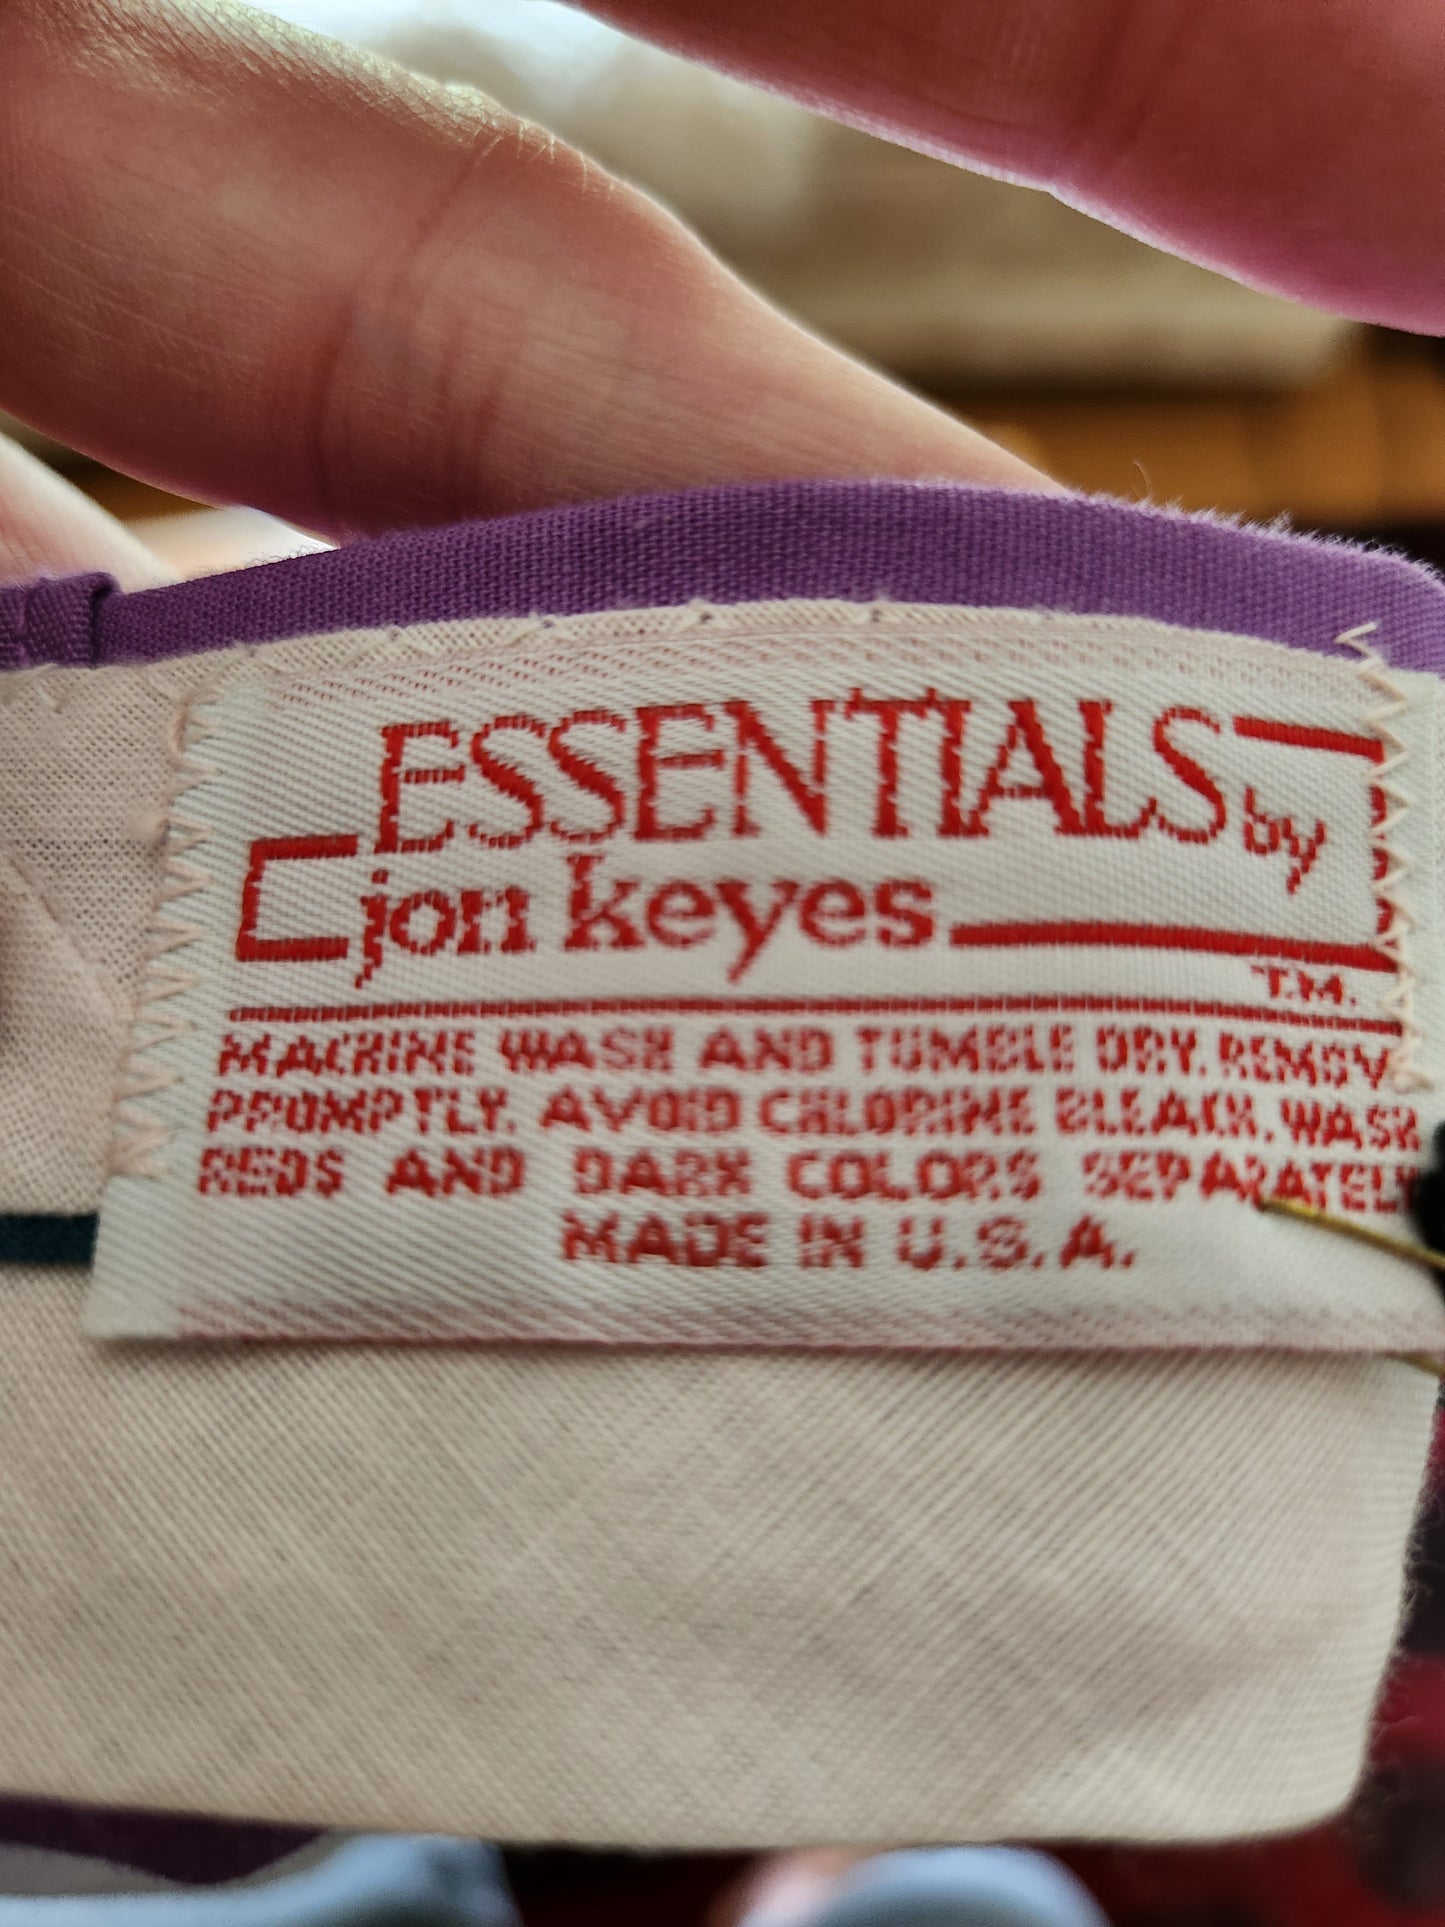 ESSENTIALS by
jon keyes
T.M.
MACHINE WASH AND TUMBLE DRY. REMOV
PROMPTLY. AVOID CHLORINE BLEACH. WASH
REDS AND DARK COLORS SEPARATELY
MADE IN U.S.A.